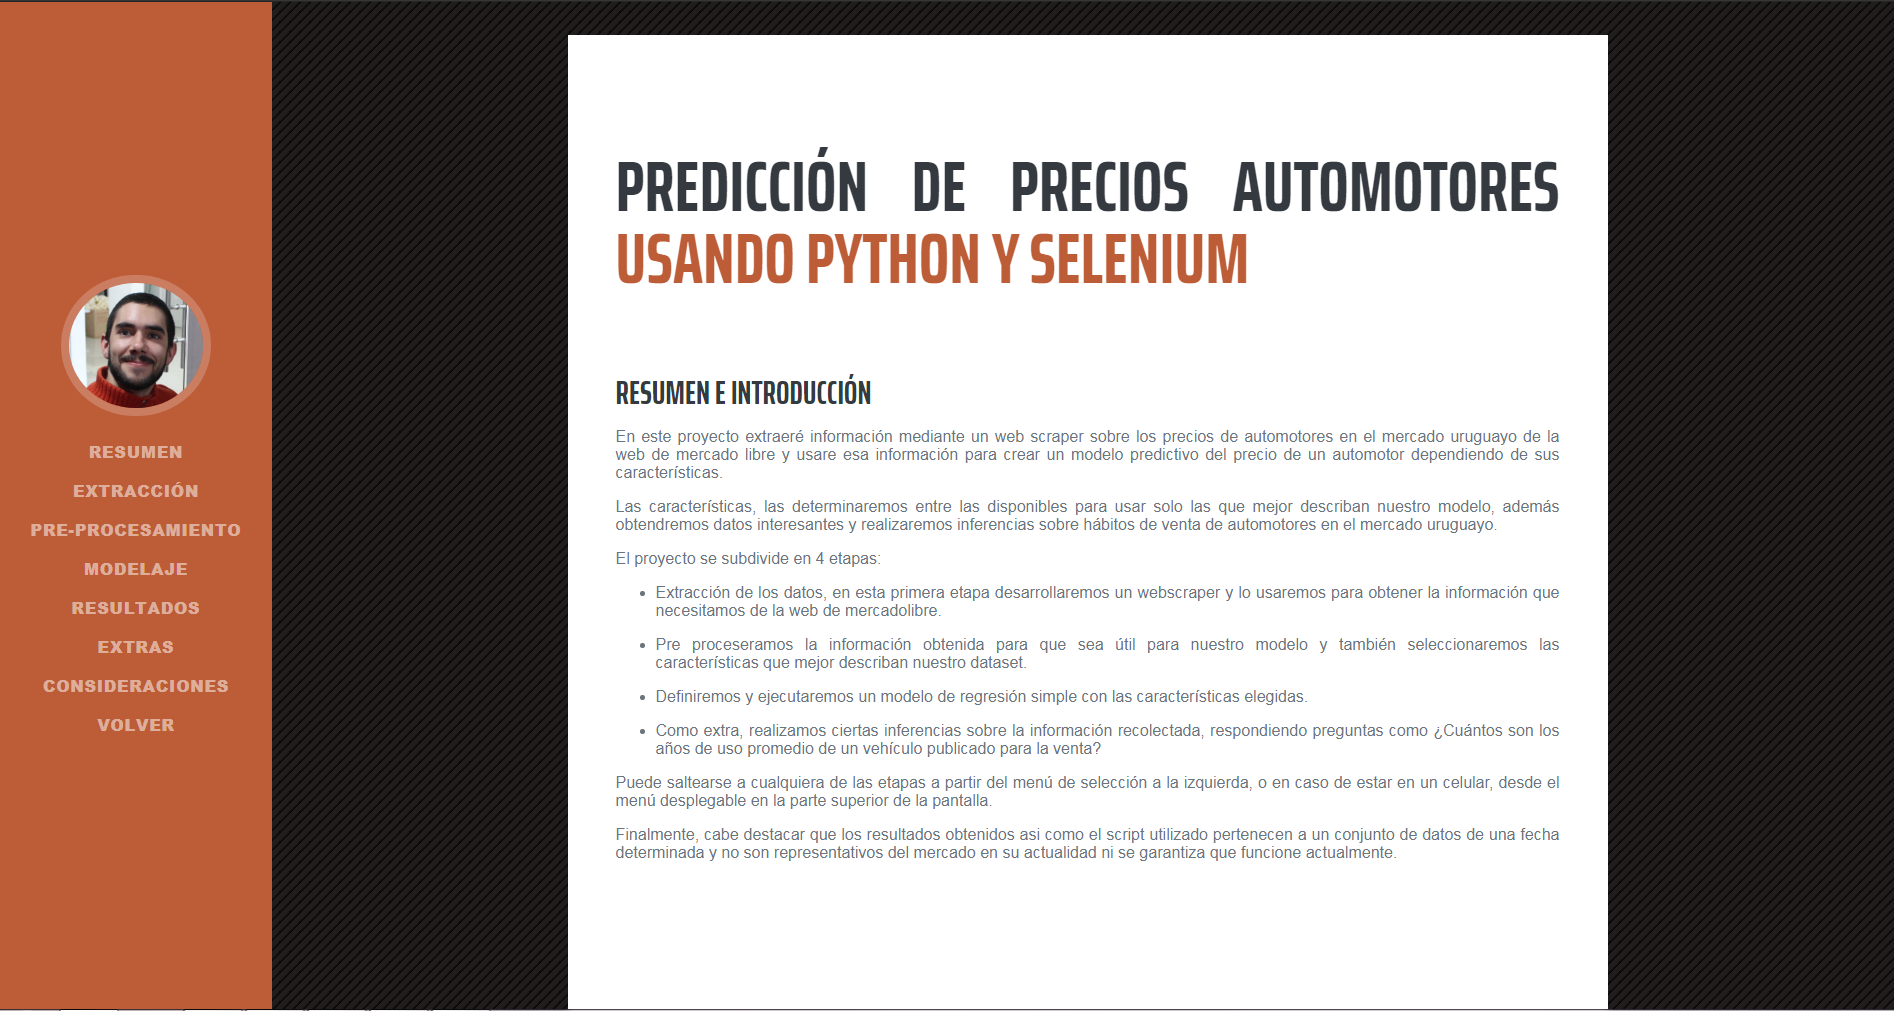 RESUMEN
EXTRACCIÓN
PRE-PROCESAMIENTO
MODELAJE
RESULTADOS
EXTRAS
CONSIDERACIONES
VOLVER
PREDICCIÓN DE PRECIOS AUTOMOTORES
USANDO PYTHON Y SELENIUM
RESUMEN E INTRODUCCIÓN
En este proyecto extraeré información mediante un web scraper sobre los precios de automotores en el mercado uruguayo de la
web de mercado libre y usare esa información para crear un modelo predictivo del precio de un automotor dependiendo de sus
características.
Las características, las determinaremos entre las disponibles para usar solo las que mejor describan nuestro modelo, además
obtendremos datos interesantes y realizaremos inferencias sobre hábitos de venta de automotores en el mercado uruguayo.
El proyecto se subdivide en 4 etapas:
• Extracción de los datos, en esta primera etapa desarrollaremos un webscraper y lo usaremos para obtener la información que
necesitamos de la web de mercadolibre.
• Pre proceseramos la información obtenida para que sea útil para nuestro modelo y también seleccionaremos las
características que mejor describan nuestro dataset.
• Definiremos y ejecutaremos un modelo de regresión simple con las características elegidas.
• Como extra, realizamos ciertas inferencias sobre la información recolectada, respondiendo preguntas como ¿Cuántos son los
años de uso promedio de un vehículo publicado para la venta?
Puede saltearse a cualquiera de las etapas a partir del menú de selección a la izquierda, o en caso de estar en un celular, desde el
menú desplegable en la parte superior de la pantalla.
Finalmente, cabe destacar que los resultados obtenidos asi como el script utilizado pertenecen a un conjunto de datos de una fecha
determinada y no son representativos del mercado en su actualidad ni se garantiza que funcione actualmente.